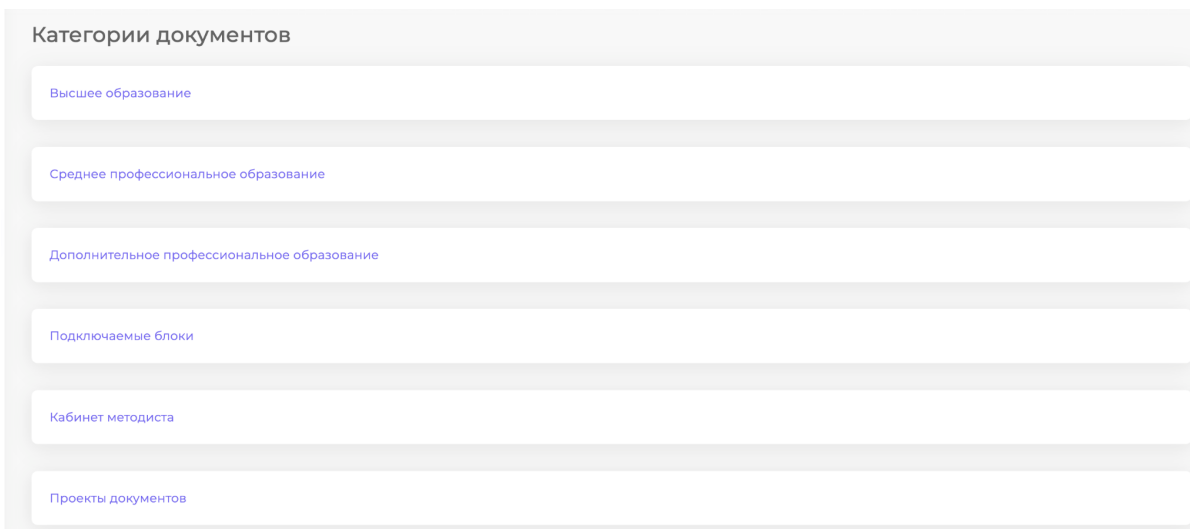 Категории документов
Высшее образование
Среднее профессиональное образование
Дополнительное профессиональное образование
Подключаемые блоки
Кабинет методиста
Проекты документов